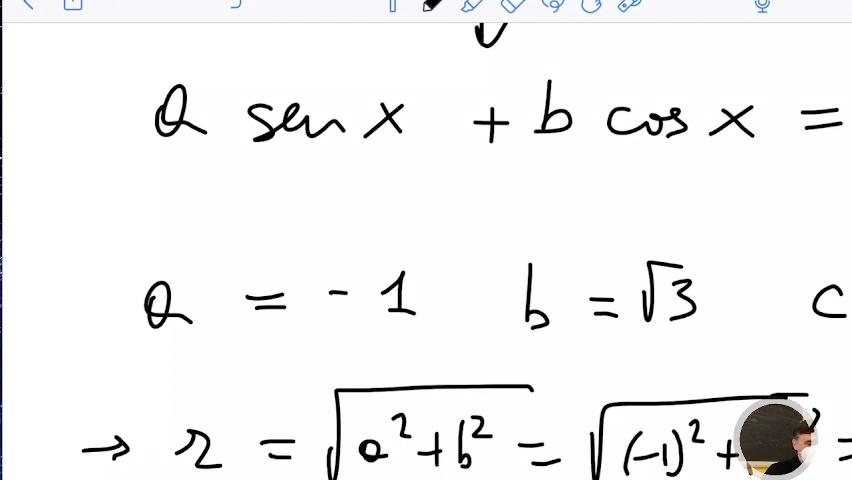 a sen x + b cos x =
a = - 1 b = √3 c
→ r = √a² + b² = √(-1)² +